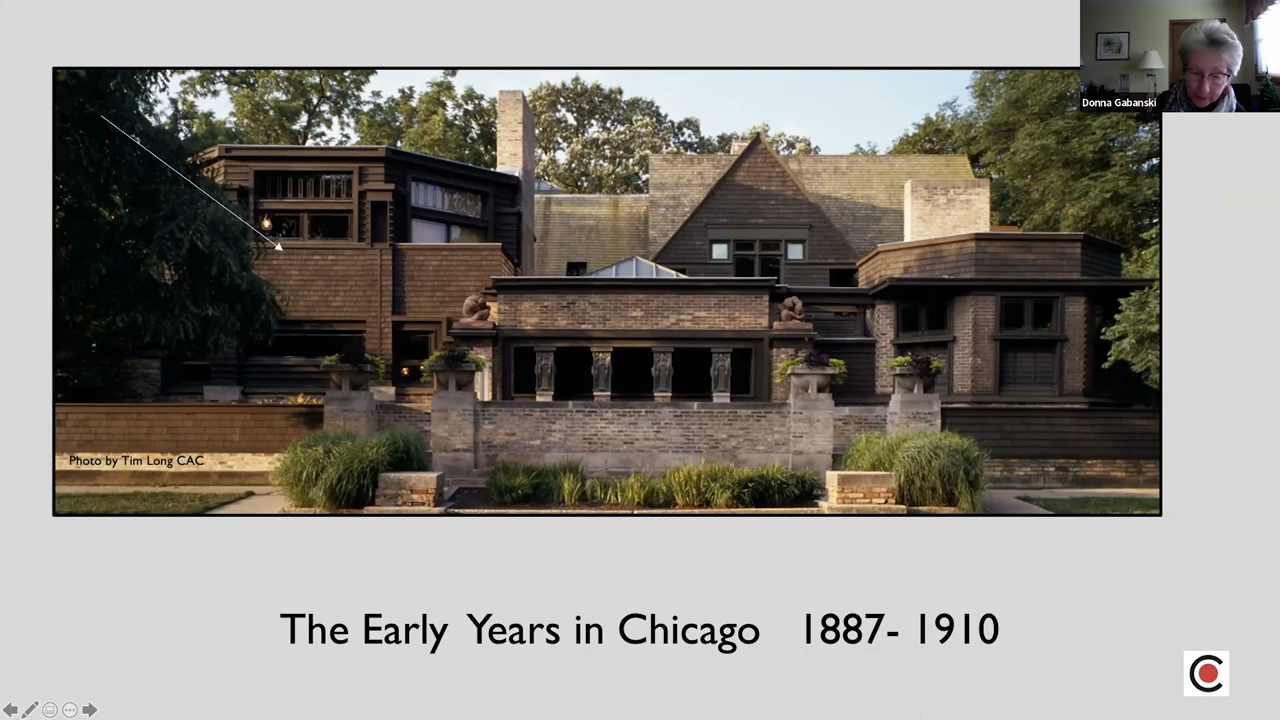 Donna Gabanski
Photo by Tim Long CAC
The Early Years in Chicago 1887- 1910